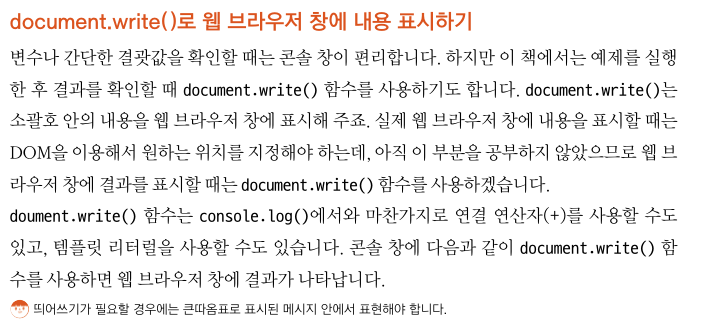 document.write()로 웹 브라우저 창에 내용 표시하기
변수나 간단한 결괏값을 확인할 때는 콘솔 창이 편리합니다. 하지만 이 책에서는 예제를 실행
한 후 결과를 확인할 때 document.write() 함수를 사용하기도 합니다. document.write()는
소괄호 안의 내용을 웹 브라우저 창에 표시해 주죠. 실제 웹 브라우저 창에 내용을 표시할 때는
DOM을 이용해서 원하는 위치를 지정해야 하는데, 아직 이 부분을 공부하지 않았으므로 웹 브
라우저 창에 결과를 표시할 때는 document.write() 함수를 사용하겠습니다.
doument.write() 함수는 console.log()에서와 마찬가지로 연결 연산자(+)를 사용할 수도
있고, 템플릿 리터럴을 사용할 수도 있습니다. 콘솔 창에 다음과 같이 document.write() 함
수를 사용하면 웹 브라우저 창에 결과가 나타납니다.
띄어쓰기가 필요할 경우에는 큰따옴표로 표시된 메시지 안에서 표현해야 합니다.